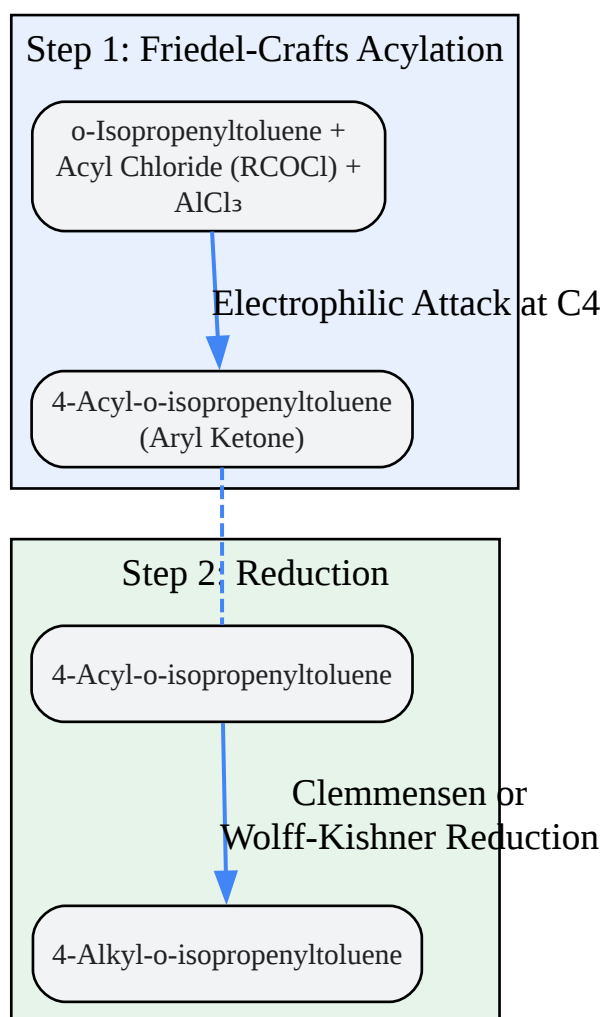 Step 1: Friedel-Crafts Acylation
o-Isopropenyltoluene +
Acyl Chloride (RCOCl) +
AlCl₃
Electrophilic Attack at C4
4-Acyl-o-isopropenyltoluene
(Aryl Ketone)
Step 2: Reduction
4-Acyl-o-isopropenyltoluene
Clemmensen or
Wolff-Kishner Reduction
4-Alkyl-o-isopropenyltoluene